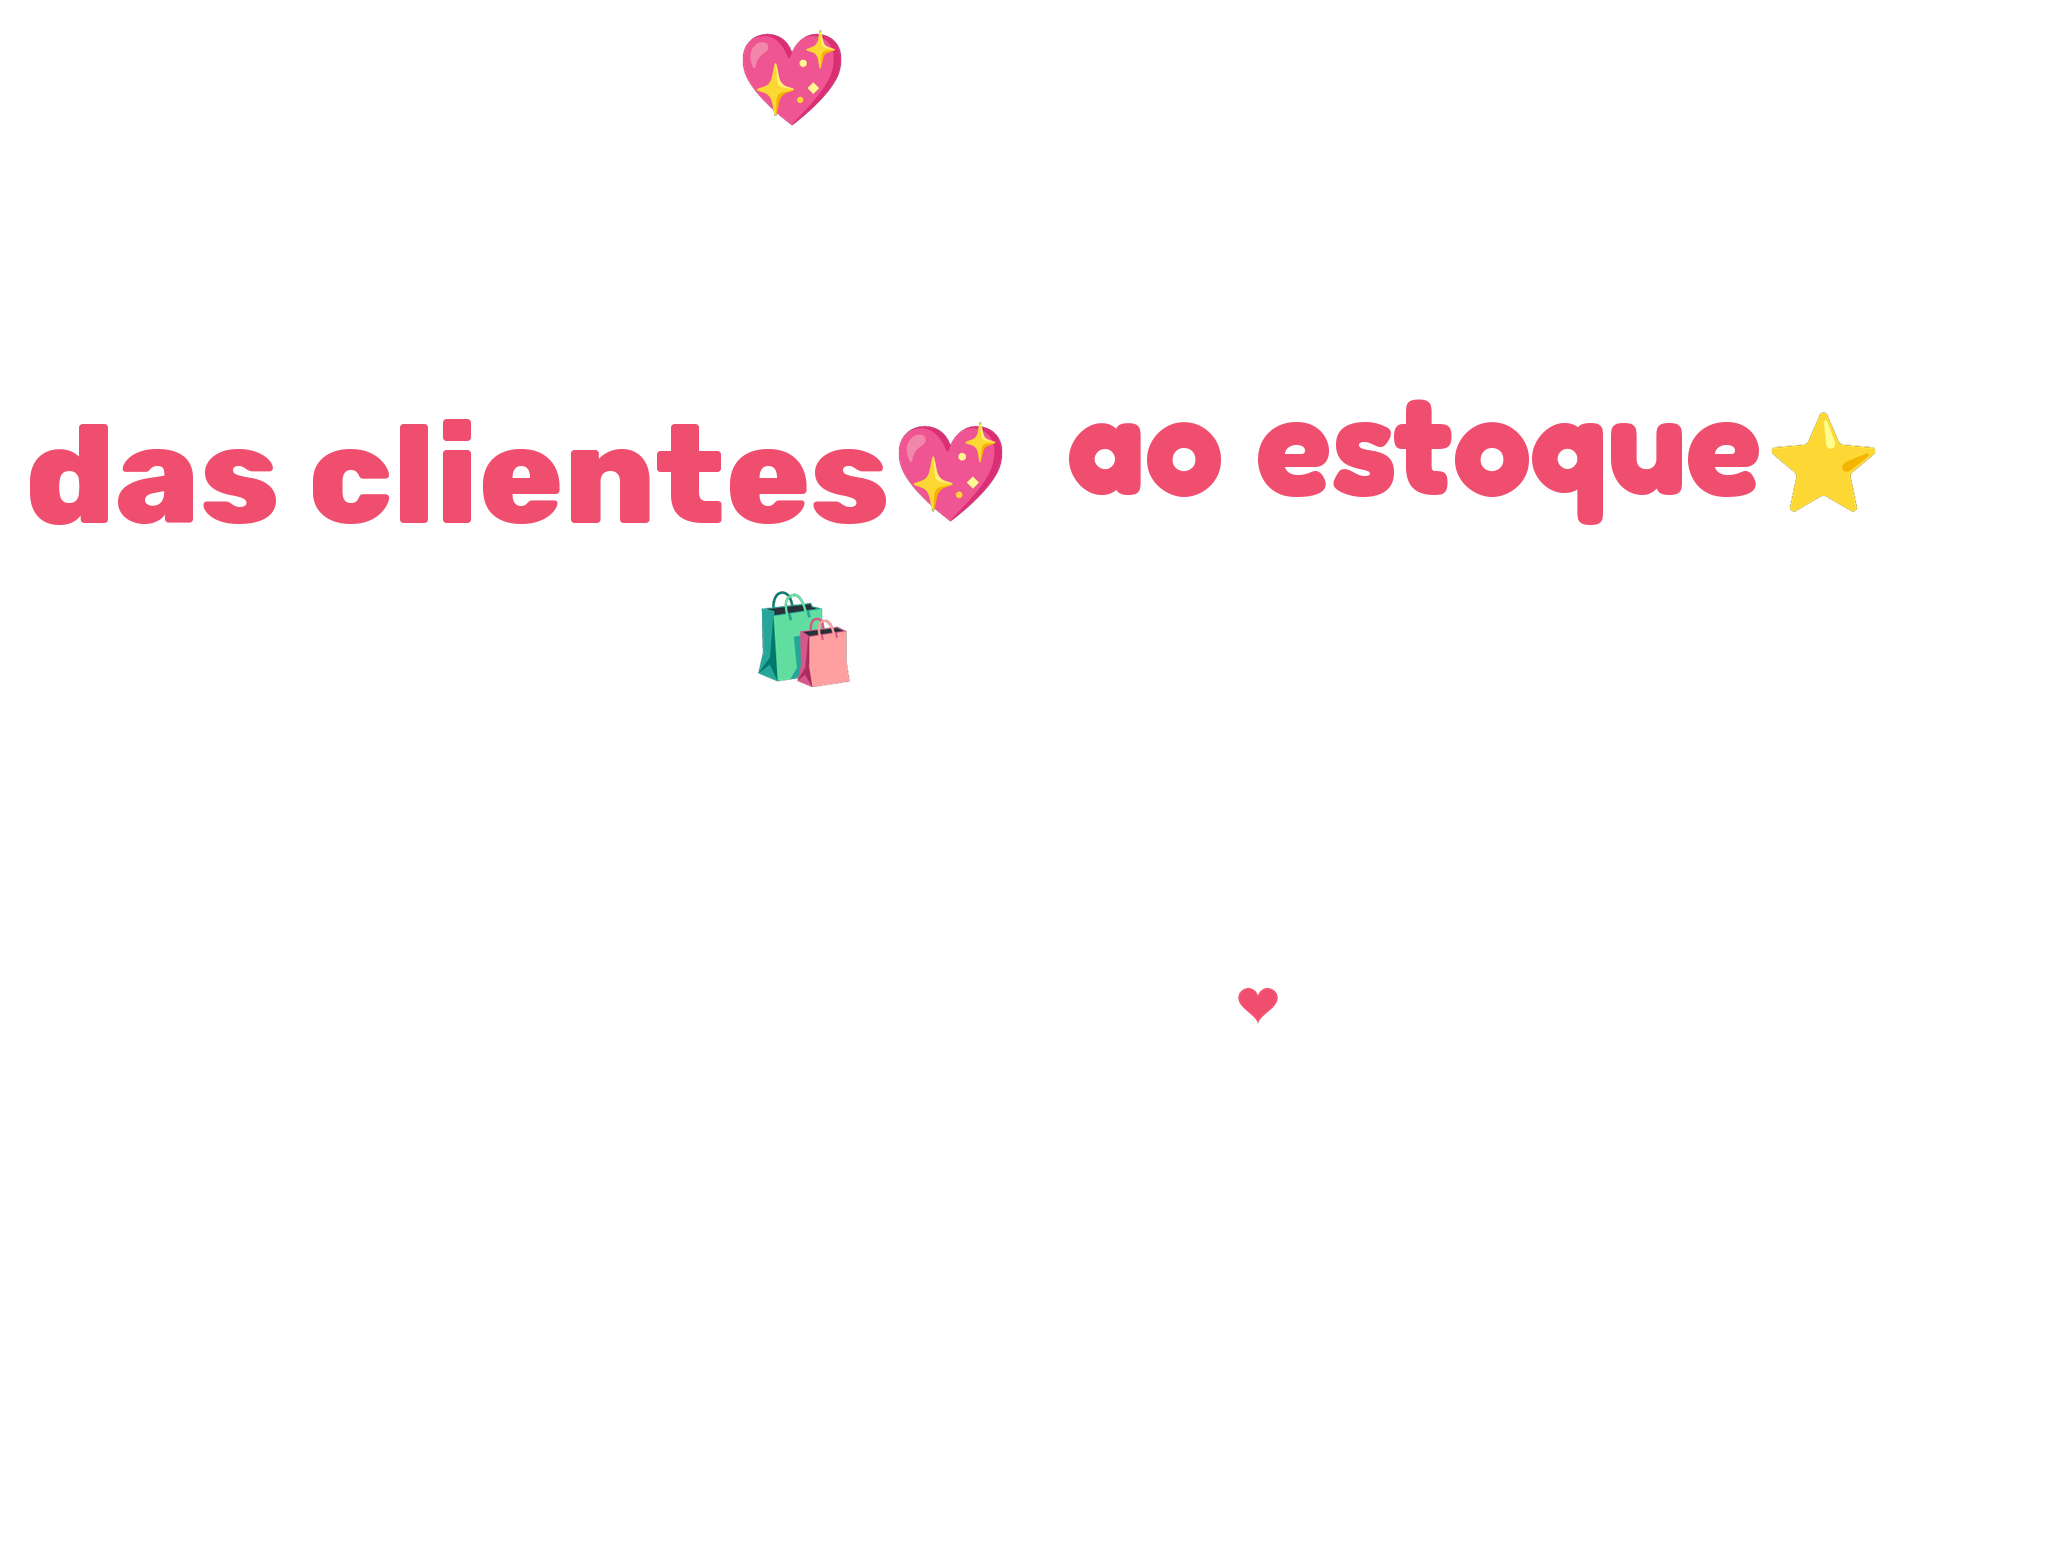 💖
das clientes💖
ao estoque⭐
🛍️
♥